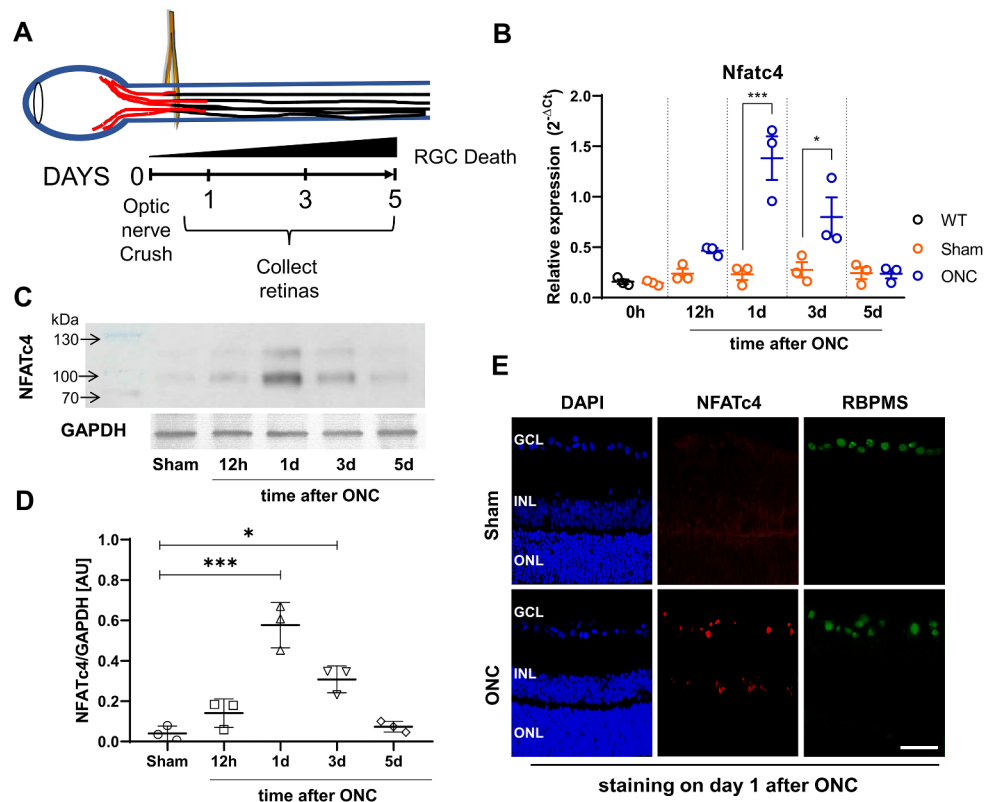 A
DAYS
0
1
3
5
RGC Death
Optic
nerve
Crush
Collect
retinas
B
Nfatc4
Relative expression (2^-ΔCt)
2.0
1.5
1.0
0.5
0.0
***
*
0h
12h
1d
3d
5d
time after ONC
WT
Sham
ONC
C
kDa
130
100
70
NFATc4
GAPDH
Sham
12h
1d
3d
5d
time after ONC
D
NFATc4/GAPDH [AU]
1.0
0.8
0.6
0.4
0.2
0.0
*
***
Sham
12h
1d
3d
5d
time after ONC
E
DAPI
NFATc4
RBPMS
Sham
GCL
INL
ONL
ONC
GCL
INL
ONL
staining on day 1 after ONC